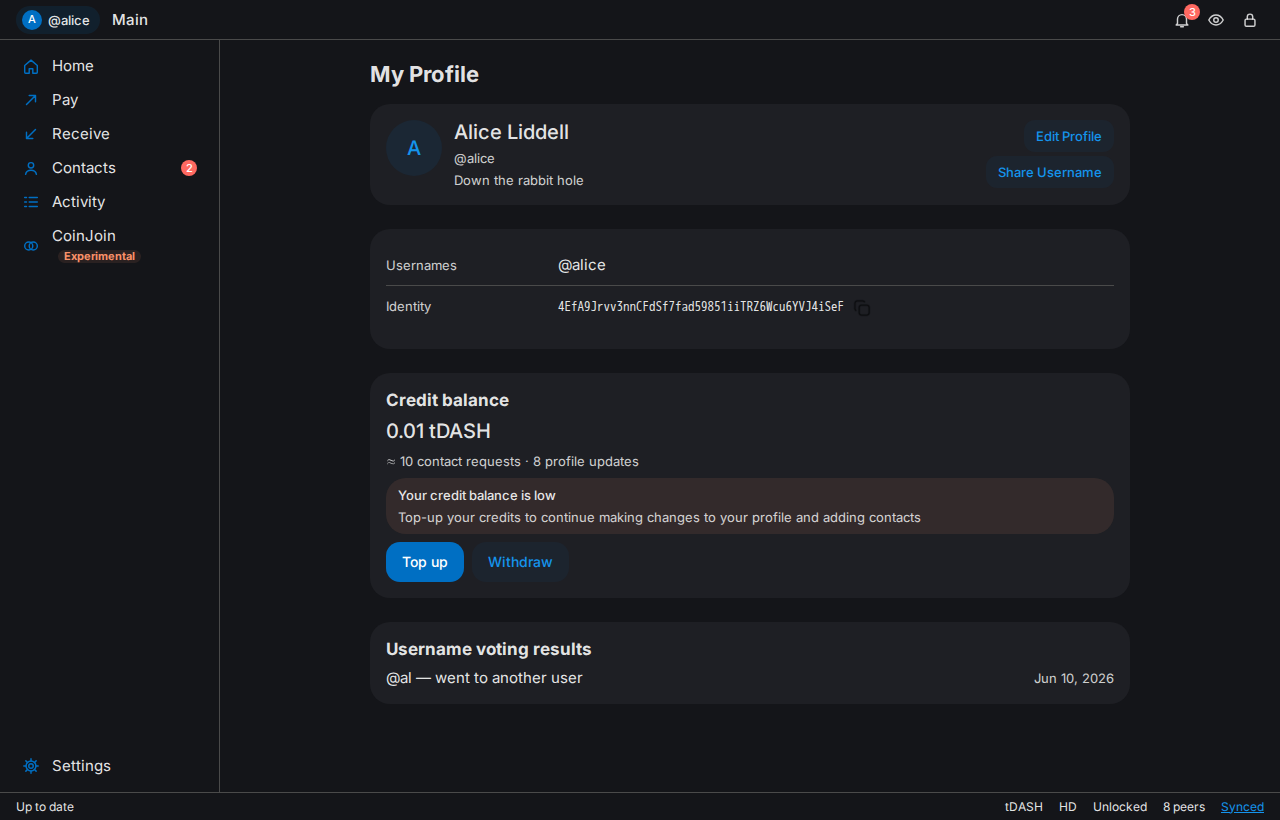 A @alice Main 3
Home
Pay
Receive
Contacts 2
Activity
CoinJoin
Experimental
Settings
My Profile
A
Alice Liddell
@alice
Down the rabbit hole
Edit Profile
Share Username
Usernames @alice
Identity 4EfA9Jrvv3nnCFdSf7fad59851iiTRZ6Wcu6YVJ4iSeF
Credit balance
0.01 tDASH
≈ 10 contact requests · 8 profile updates
Your credit balance is low
Top-up your credits to continue making changes to your profile and adding contacts
Top up Withdraw
Username voting results
@al — went to another user Jun 10, 2026
Up to date tDASH HD Unlocked 8 peers Synced